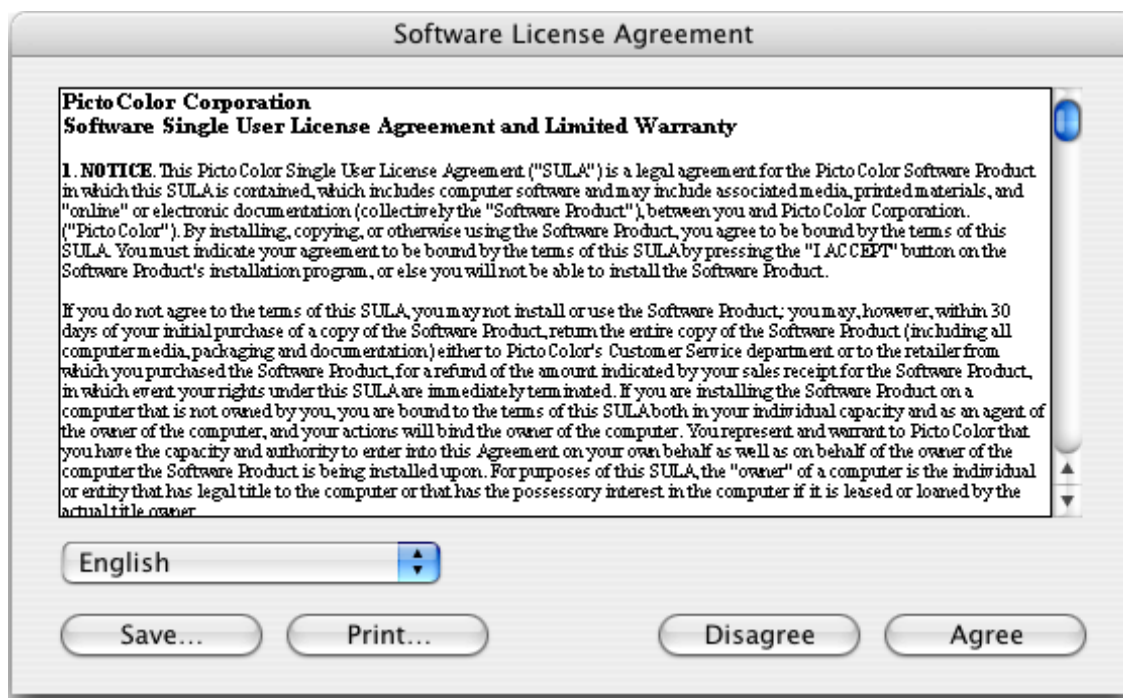 Software License Agreement
PictoColor Corporation
Software Single User License Agreement and Limited Warranty
1. NOTICE. This PictoColor Single User License Agreement ("SULA") is a legal agreement for the PictoColor Software Product
in which this SULA is contained, which includes computer software and may include associated media, printed materials, and
"online" or electronic documentation (collectively the "Software Product"), between you and PictoColor Corporation.
("PictoColor"). By installing, copying, or otherwise using the Software Product, you agree to be bound by the terms of this
SULA. You must indicate your agreement to be bound by the terms of this SULA by pressing the "I ACCEPT" button on the
Software Product's installation program, or else you will not be able to install the Software Product.
If you do not agree to the terms of this SULA, you may not install or use the Software Product; you may, however, within 30
days of your initial purchase of a copy of the Software Product, return the entire copy of the Software Product (including all
computer media, packaging and documentation) either to PictoColor's Customer Service department or to the retailer from
which you purchased the Software Product, for a refund of the amount indicated by your sales receipt for the Software Product,
in which event your rights under this SULA are immediately terminated. If you are installing the Software Product on a
computer that is not owned by you, you are bound to the terms of this SULA both in your individual capacity and as an agent of
the owner of the computer, and your actions will bind the owner of the computer. You represent and warrant to PictoColor that
you have the capacity and authority to enter into this Agreement on your own behalf as well as on behalf of the owner of the
computer the Software Product is being installed upon. For purposes of this SULA, the "owner" of a computer is the individual
or entity that has legal title to the computer or that has the possessory interest in the computer if it is leased or loaned by the
actual title owner.
English
Save... Print... Disagree Agree